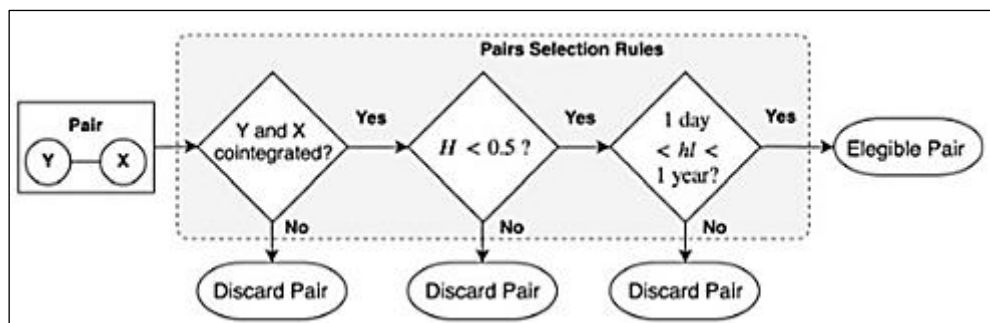 Pairs Selection Rules
Pair
Y
X
Y and X
cointegrated?
Yes
H < 0.5 ?
Yes
1 day
< hl <
1 year?
Yes
Elegible Pair
No
No
No
Discard Pair
Discard Pair
Discard Pair